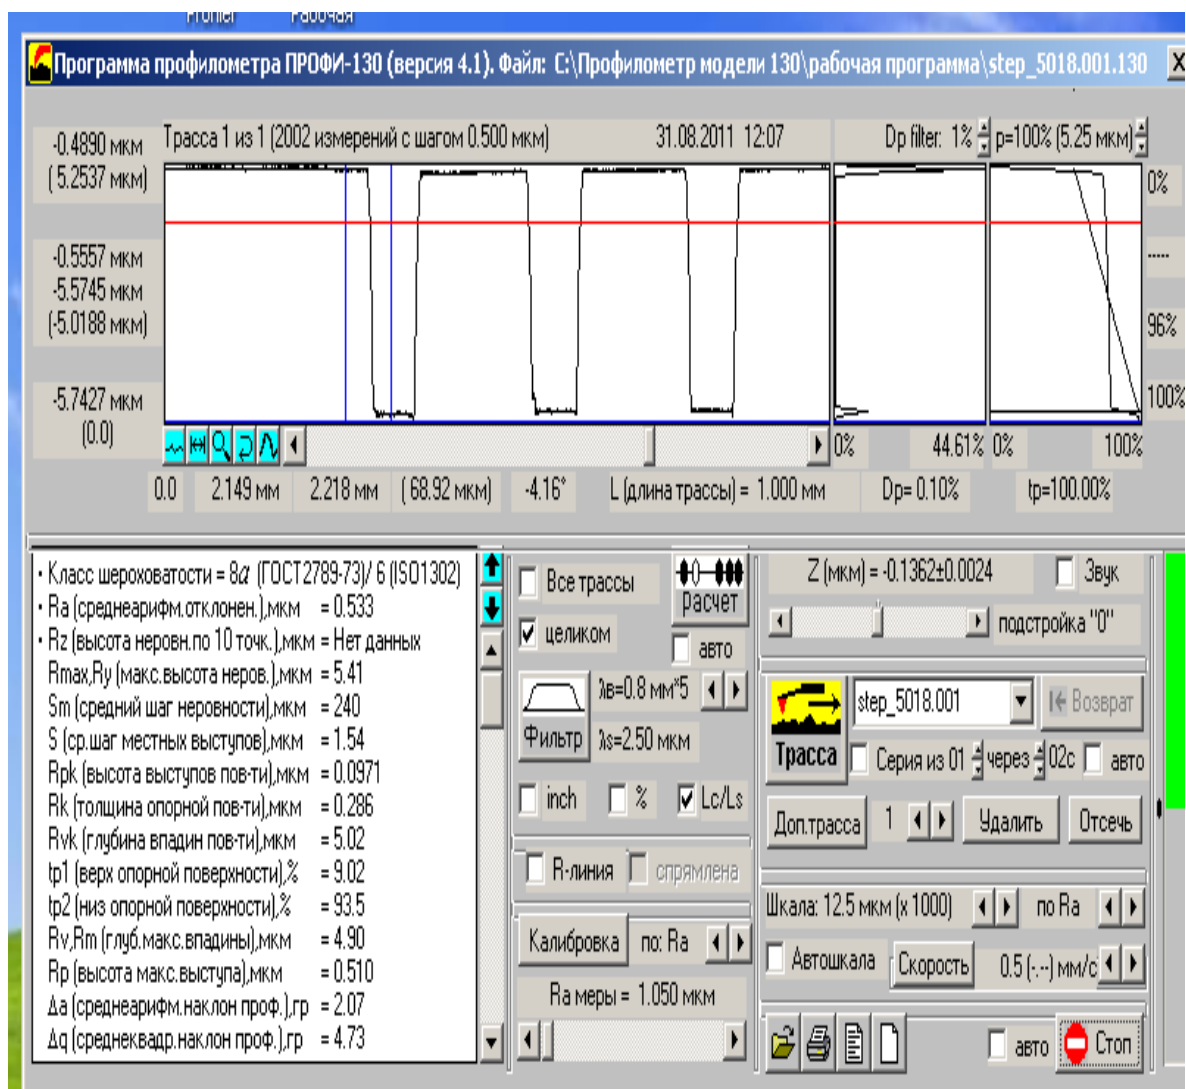 Profiler Рабочая
Программа профилометра ПРОФИ-130 (версия 4.1). Файл: C:\Профилометр модели 130\рабочая программа\step_5018.001.130
Трасса 1 из 1 (2002 измерений с шагом 0.500 мкм) 31.08.2011 12:07 Dp filter: 1% p=100% (5.25 мкм)
-0.4890 мкм
(5.2537 мкм)
0%
-0.5557 мкм
-5.5745 мкм
(-5.0188 мкм)
-----
96%
-5.7427 мкм
(0.0)
100%
0% 44.61% 0% 100%
0.0 2.149 мм 2.218 мм (68.92 мкм) -4.16° L (длина трассы) = 1.000 мм Dp= 0.10% tp=100.00%
• Класс шероховатости = 8a (ГОСТ2789-73)/ 6 (ISO1302)
• Ra (среднеарифм.отклонен.),мкм = 0.533
• Rz (высота неровн.по 10 точк.),мкм = Нет данных
Rmax,Ry (макс.высота неров.),мкм = 5.41
Sm (средний шаг неровности),мкм = 240
S (ср.шаг местных выступов),мкм = 1.54
Rpk (высота выступов пов-ти),мкм = 0.0971
Rk (толщина опорной пов-ти),мкм = 0.286
Rvk (глубина впадин пов-ти),мкм = 5.02
tp1 (верх опорной поверхности),% = 9.02
tp2 (низ опорной поверхности),% = 93.5
Rv,Rm (глуб.макс.впадины),мкм = 4.90
Rp (высота макс.выступа),мкм = 0.510
Δa (среднеарифм.наклон проф.),гр = 2.07
Δq (среднеквадр.наклон проф.),гр = 4.73
Все трассы
Расчет
целиком
авто
Фильтр
λв=0.8 мм*5
λs=2.50 мкм
inch % Lc/Ls
R-линия спрямлена
Калибровка по: Ra
Ra меры = 1.050 мкм
Z (мкм) = -0.1362±0.0024 Звук
подстройка "0"
Трасса
step_5018.001 Возврат
Серия из 01 через 02с авто
Доп.трасса 1 Удалить Отсечь
Шкала: 12.5 мкм (x 1000) по Ra
Автошкала Скорость 0.5 (-.--) мм/с
авто Стоп